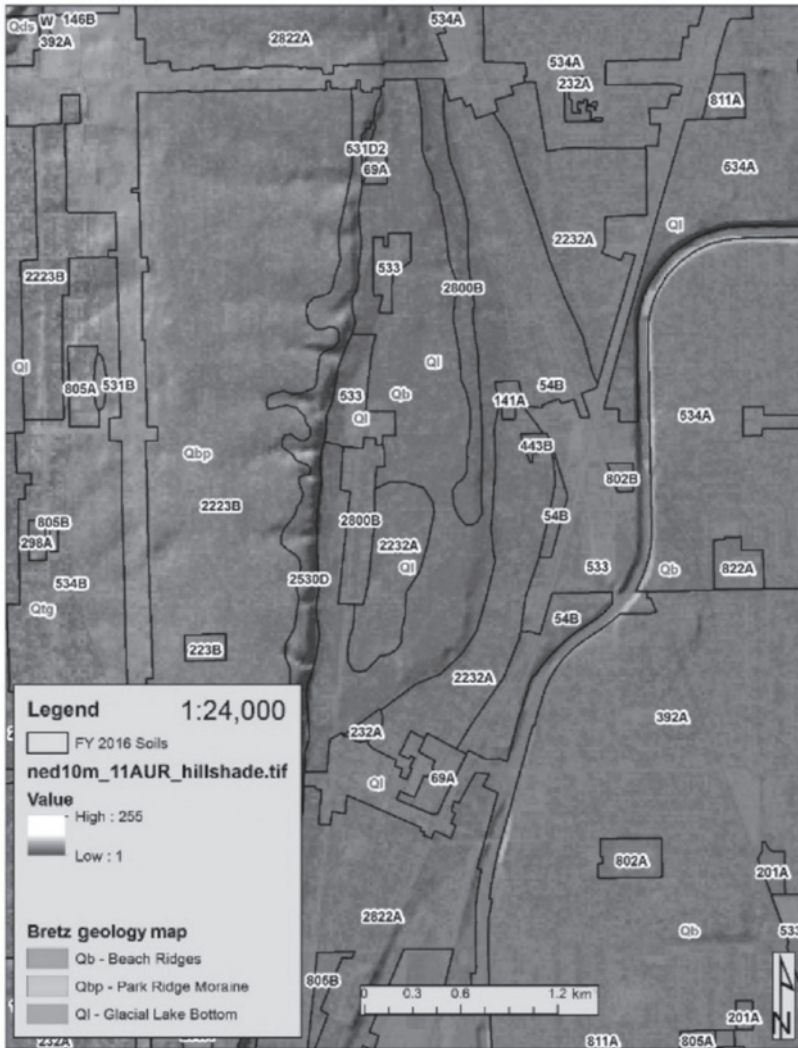 Qds W 146B 534A
392A 2822A
534A
232A
811A
531D2
69A 534A
2232A Ql
533
2223B 2800B
Ql Ql
805A 531B 533 Qb 54B
141A
Ql 534A
443B
Qbp
802B
2223B
805B 2800B 54B
298A 2232A
Ql 533 Qb 822A
534B 2530D
Qtg 54B
223B
2232A
392A
232A
Ql 69A
802A
201A
2822A
Qb 533
805B
201A
232A 811A 805A
Legend 1:24,000
FY 2016 Soils
ned10m_11AUR_hillshade.tif
Value
High : 255
Low : 1
Bretz geology map
Qb - Beach Ridges
Qbp - Park Ridge Moraine
Ql - Glacial Lake Bottom
0 0.3 0.6 1.2 km
N